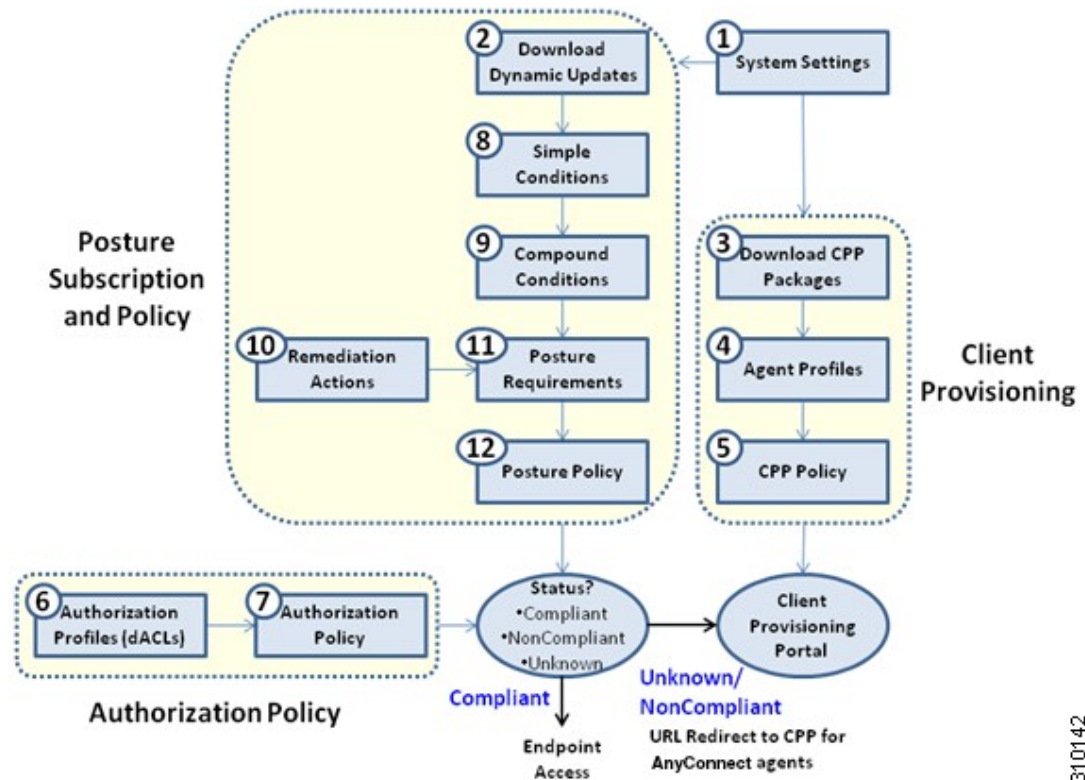 2
Download
Dynamic Updates
1
System Settings
8
Simple
Conditions
9
Compound
Conditions
3
Download CPP
Packages
Posture
Subscription
and Policy
10
Remediation
Actions
11
Posture
Requirements
4
Agent Profiles
Client
Provisioning
12
Posture Policy
5
CPP Policy
6
Authorization
Profiles (dACLs)
7
Authorization
Policy
Status?
•Compliant
•NonCompliant
•Unknown
Client
Provisioning
Portal
Authorization Policy
Compliant
Unknown/
NonCompliant
URL Redirect to CPP for
AnyConnect agents
Endpoint
Access
310142